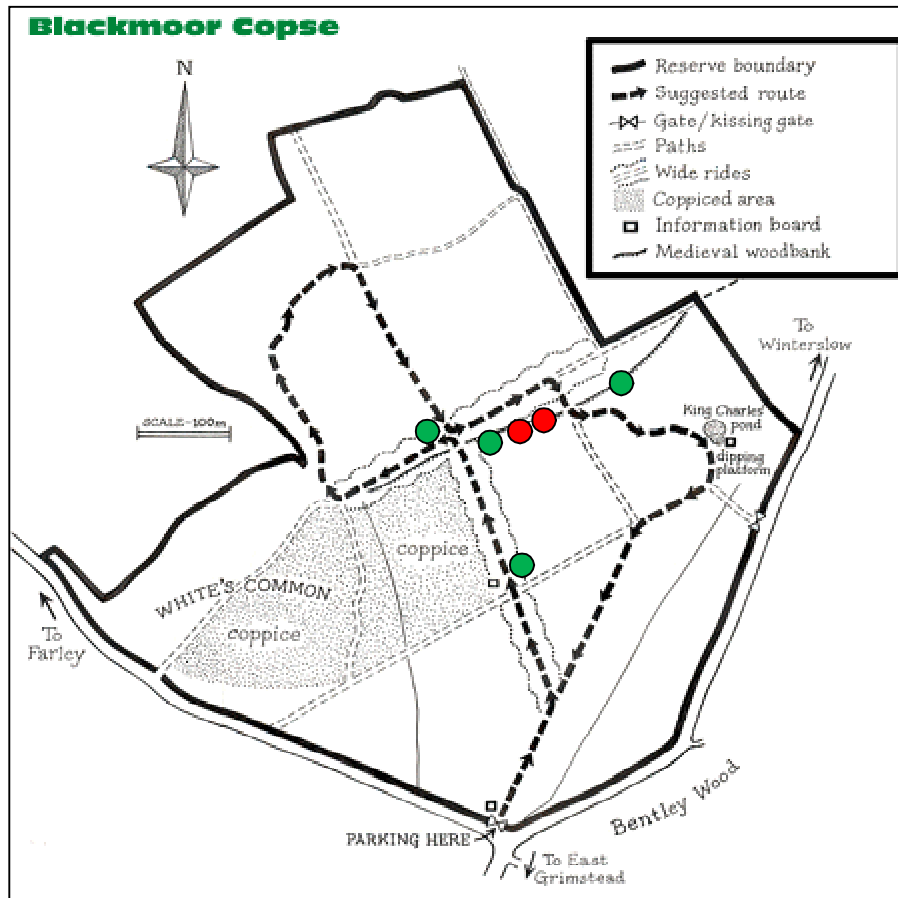 Blackmoor Copse
N
Reserve boundary
Suggested route
Gate/kissing gate
Paths
Wide rides
Coppiced area
Information board
Medieval woodbank
To
Winterslow
King Charles'
pond
dipping
platform
SCALE-100m
coppice
WHITE'S COMMON
coppice
To
Farley
Bentley Wood
PARKING HERE
To East
Grimstead